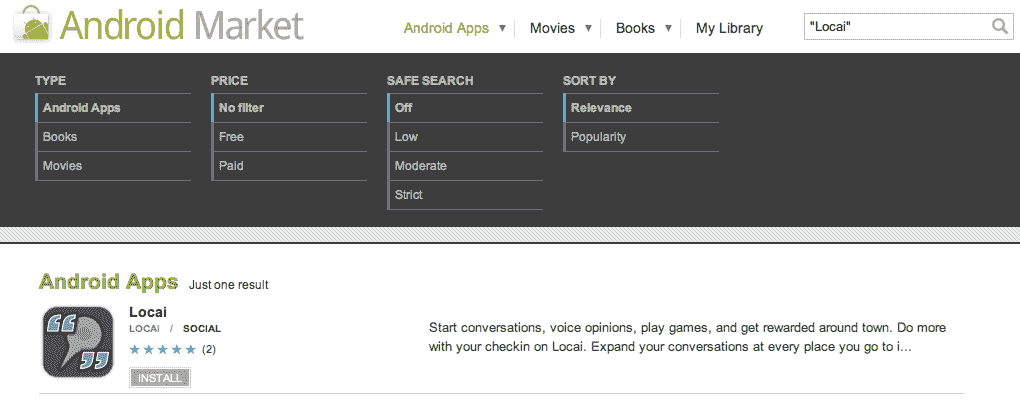 Android Market
Android Apps ▼ Movies ▼ Books ▼ My Library "Locai"
TYPE PRICE SAFE SEARCH SORT BY
Android Apps No filter Off Relevance
Books Free Low Popularity
Movies Paid Moderate
Strict
Android Apps Just one result
Locai
LOCAI / SOCIAL
★★★★★ (2)
INSTALL
Start conversations, voice opinions, play games, and get rewarded around town. Do more
with your checkin on Locai. Expand your conversations at every place you go to i...